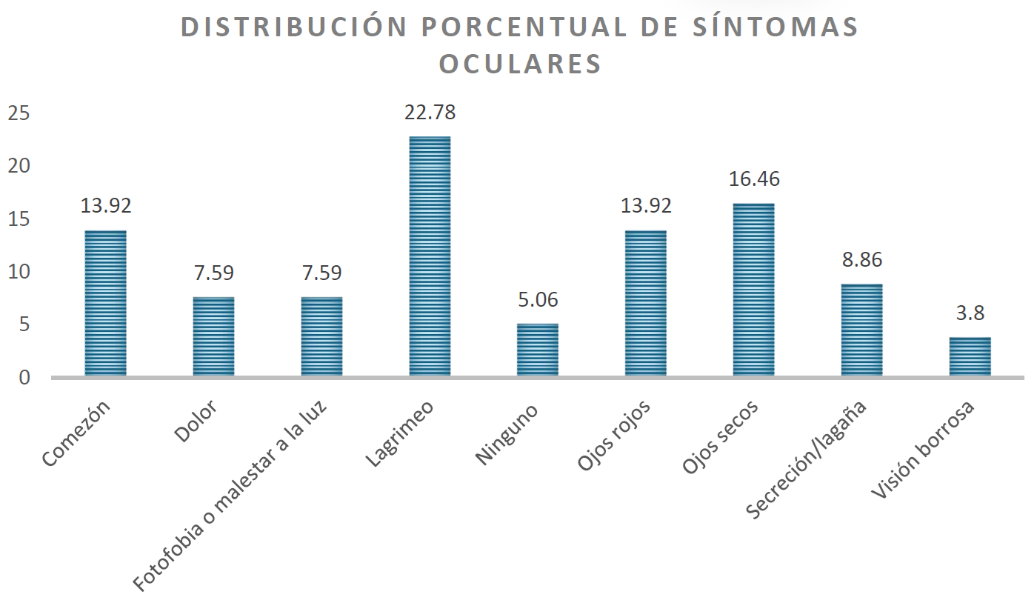 DISTRIBUCIÓN PORCENTUAL DE SÍNTOMAS
OCULARES
25
20
15
10
5
0
13.92
7.59
7.59
22.78
5.06
13.92
16.46
8.86
3.8
Comezón
Dolor
Fotofobia o malestar a la luz
Lagrimeo
Ninguno
Ojos rojos
Ojos secos
Secreción/lagaña
Visión borrosa